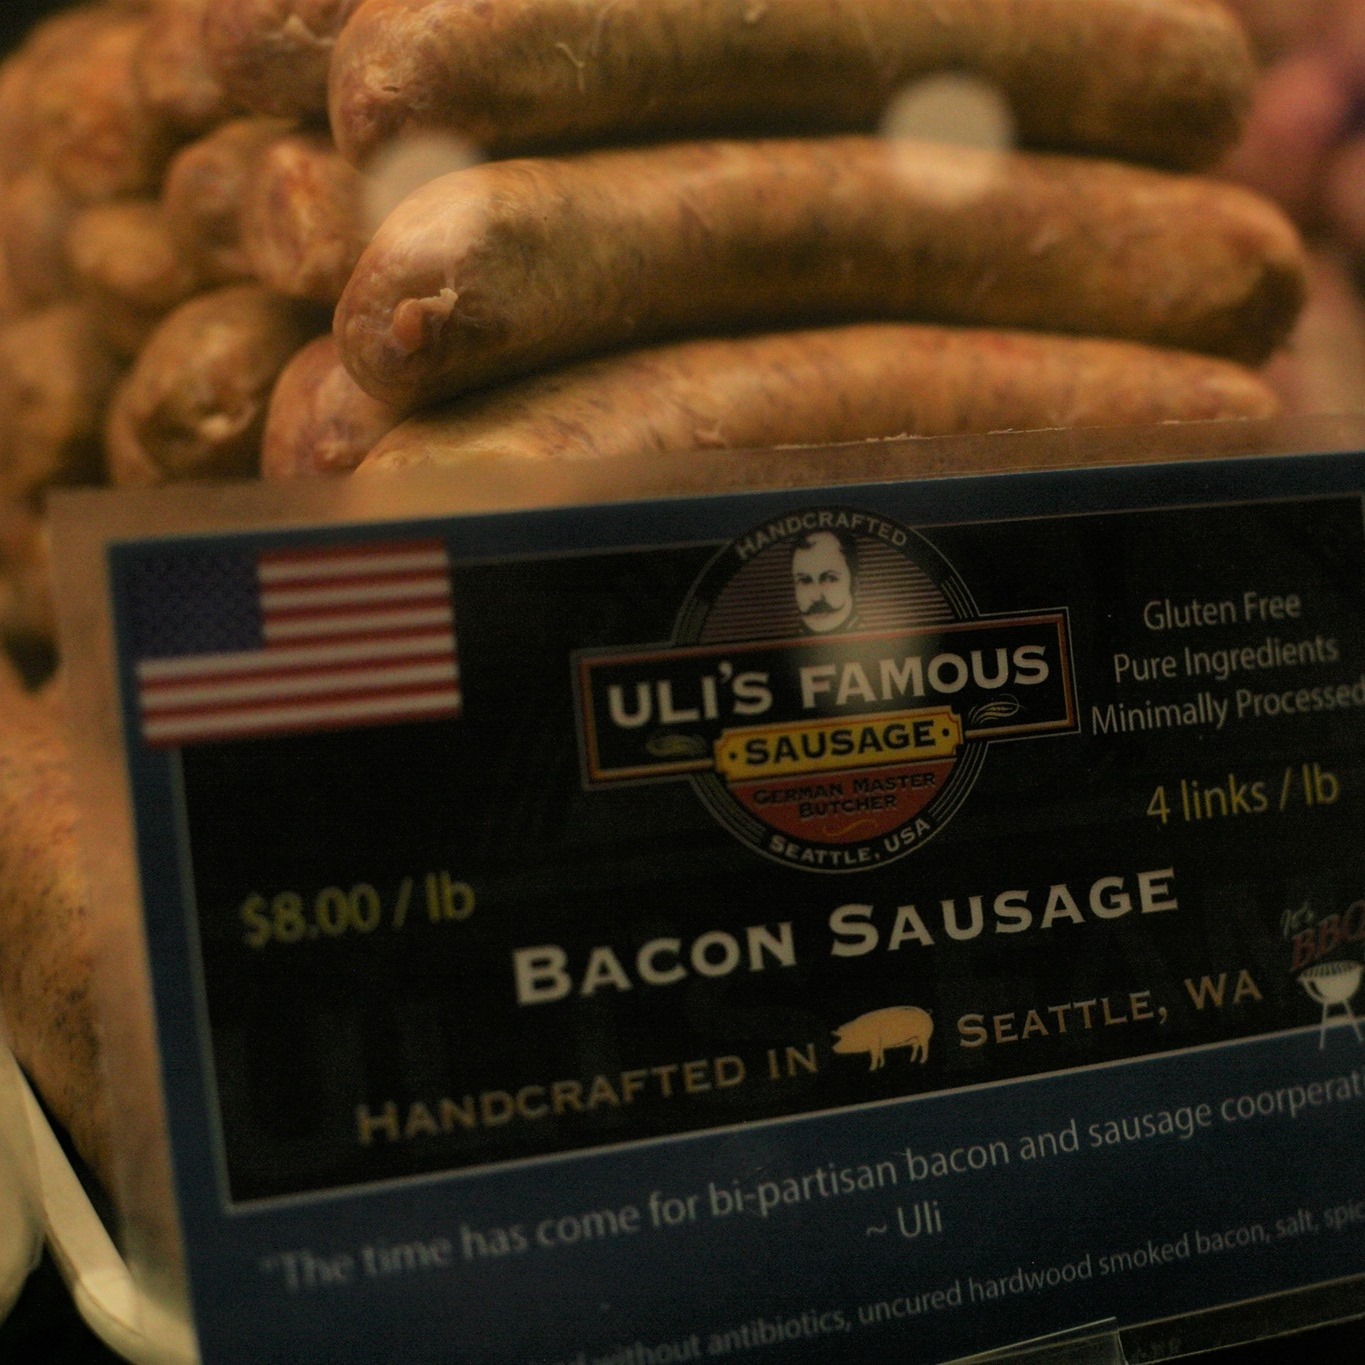 HANDCRAFTED
ULI'S FAMOUS
SAUSAGE
GERMAN MASTER
BUTCHER
SEATTLE, USA
Gluten Free
Pure Ingredients
Minimally Processed
4 links / lb
$8.00 / lb
BACON SAUSAGE
It's
BBQ
HANDCRAFTED IN SEATTLE, WA
"The time has come for bi-partisan bacon and sausage coorperat
~ Uli
without antibiotics, uncured hardwood smoked bacon, salt, spic